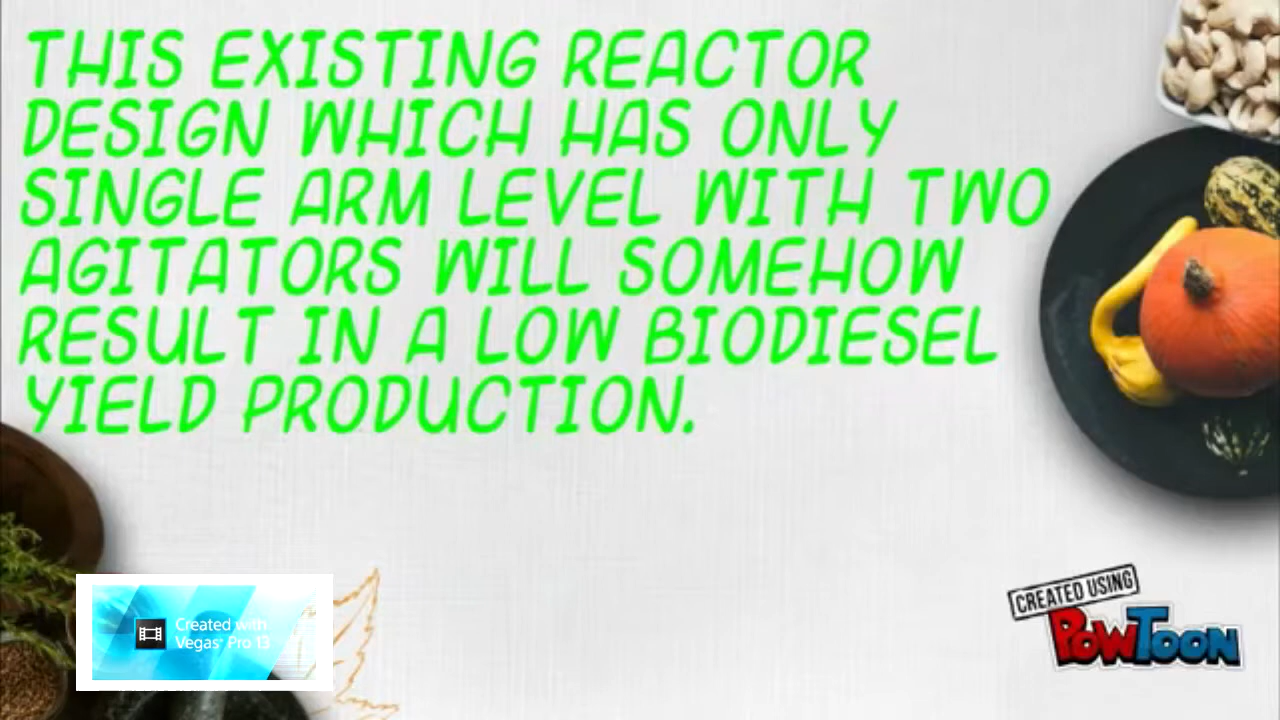 THIS EXISTING REACTOR
DESIGN WHICH HAS ONLY
SINGLE ARM LEVEL WITH TWO
AGITATORS WILL SOMEHOW
RESULT IN A LOW BIODIESEL
YIELD PRODUCTION.
CREATED USING
POWTOON
Created with
Vegas® Pro 13